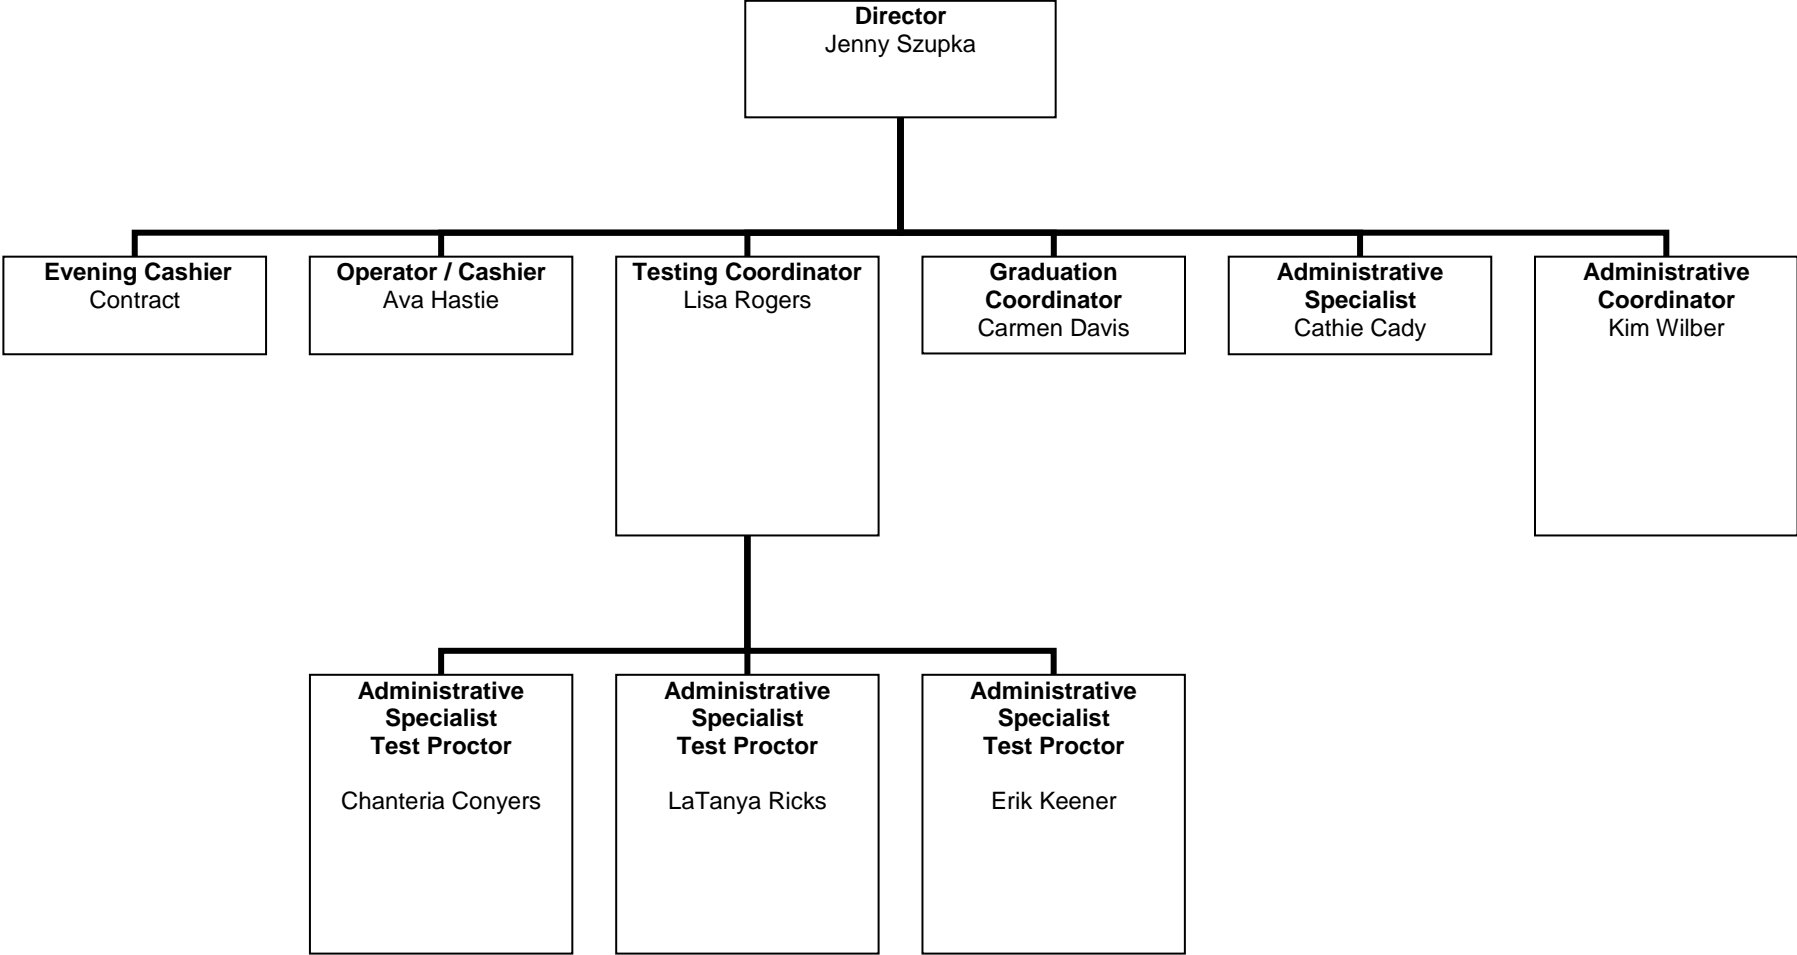 Director
Jenny Szupka
Evening Cashier
Contract
Operator / Cashier
Ava Hastie
Testing Coordinator
Lisa Rogers
Graduation
Coordinator
Carmen Davis
Administrative
Specialist
Cathie Cady
Administrative
Coordinator
Kim Wilber
Administrative
Specialist
Test Proctor
Chanteria Conyers
Administrative
Specialist
Test Proctor
LaTanya Ricks
Administrative
Specialist
Test Proctor
Erik Keener